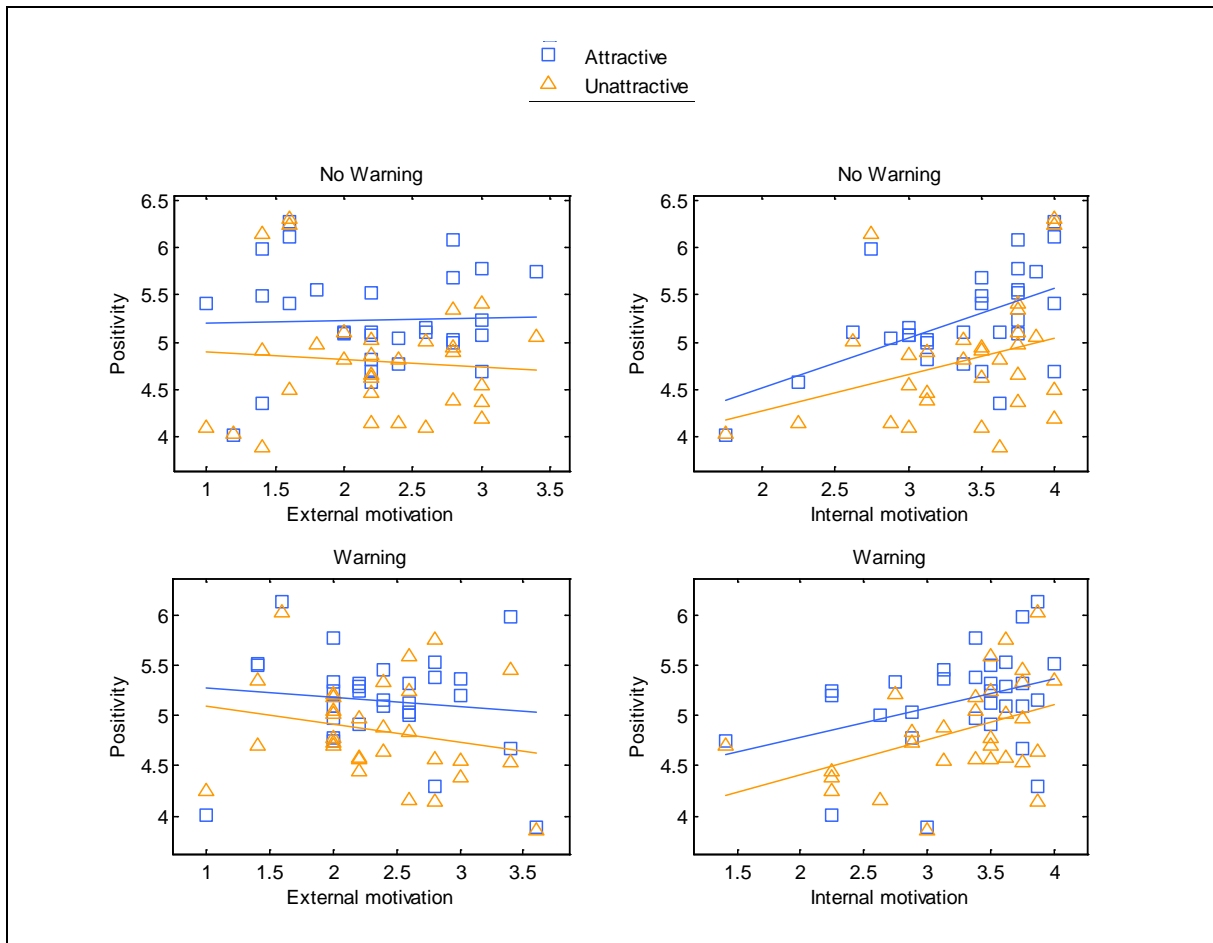 Attractive
Unattractive
No Warning
6.5
6
5.5
5
4.5
4
Positivity
1 1.5 2 2.5 3 3.5
External motivation
No Warning
6.5
6
5.5
5
4.5
4
Positivity
2 2.5 3 3.5 4
Internal motivation
Warning
6
5.5
5
4.5
4
Positivity
1 1.5 2 2.5 3 3.5
External motivation
Warning
6
5.5
5
4.5
4
Positivity
1.5 2 2.5 3 3.5 4
Internal motivation